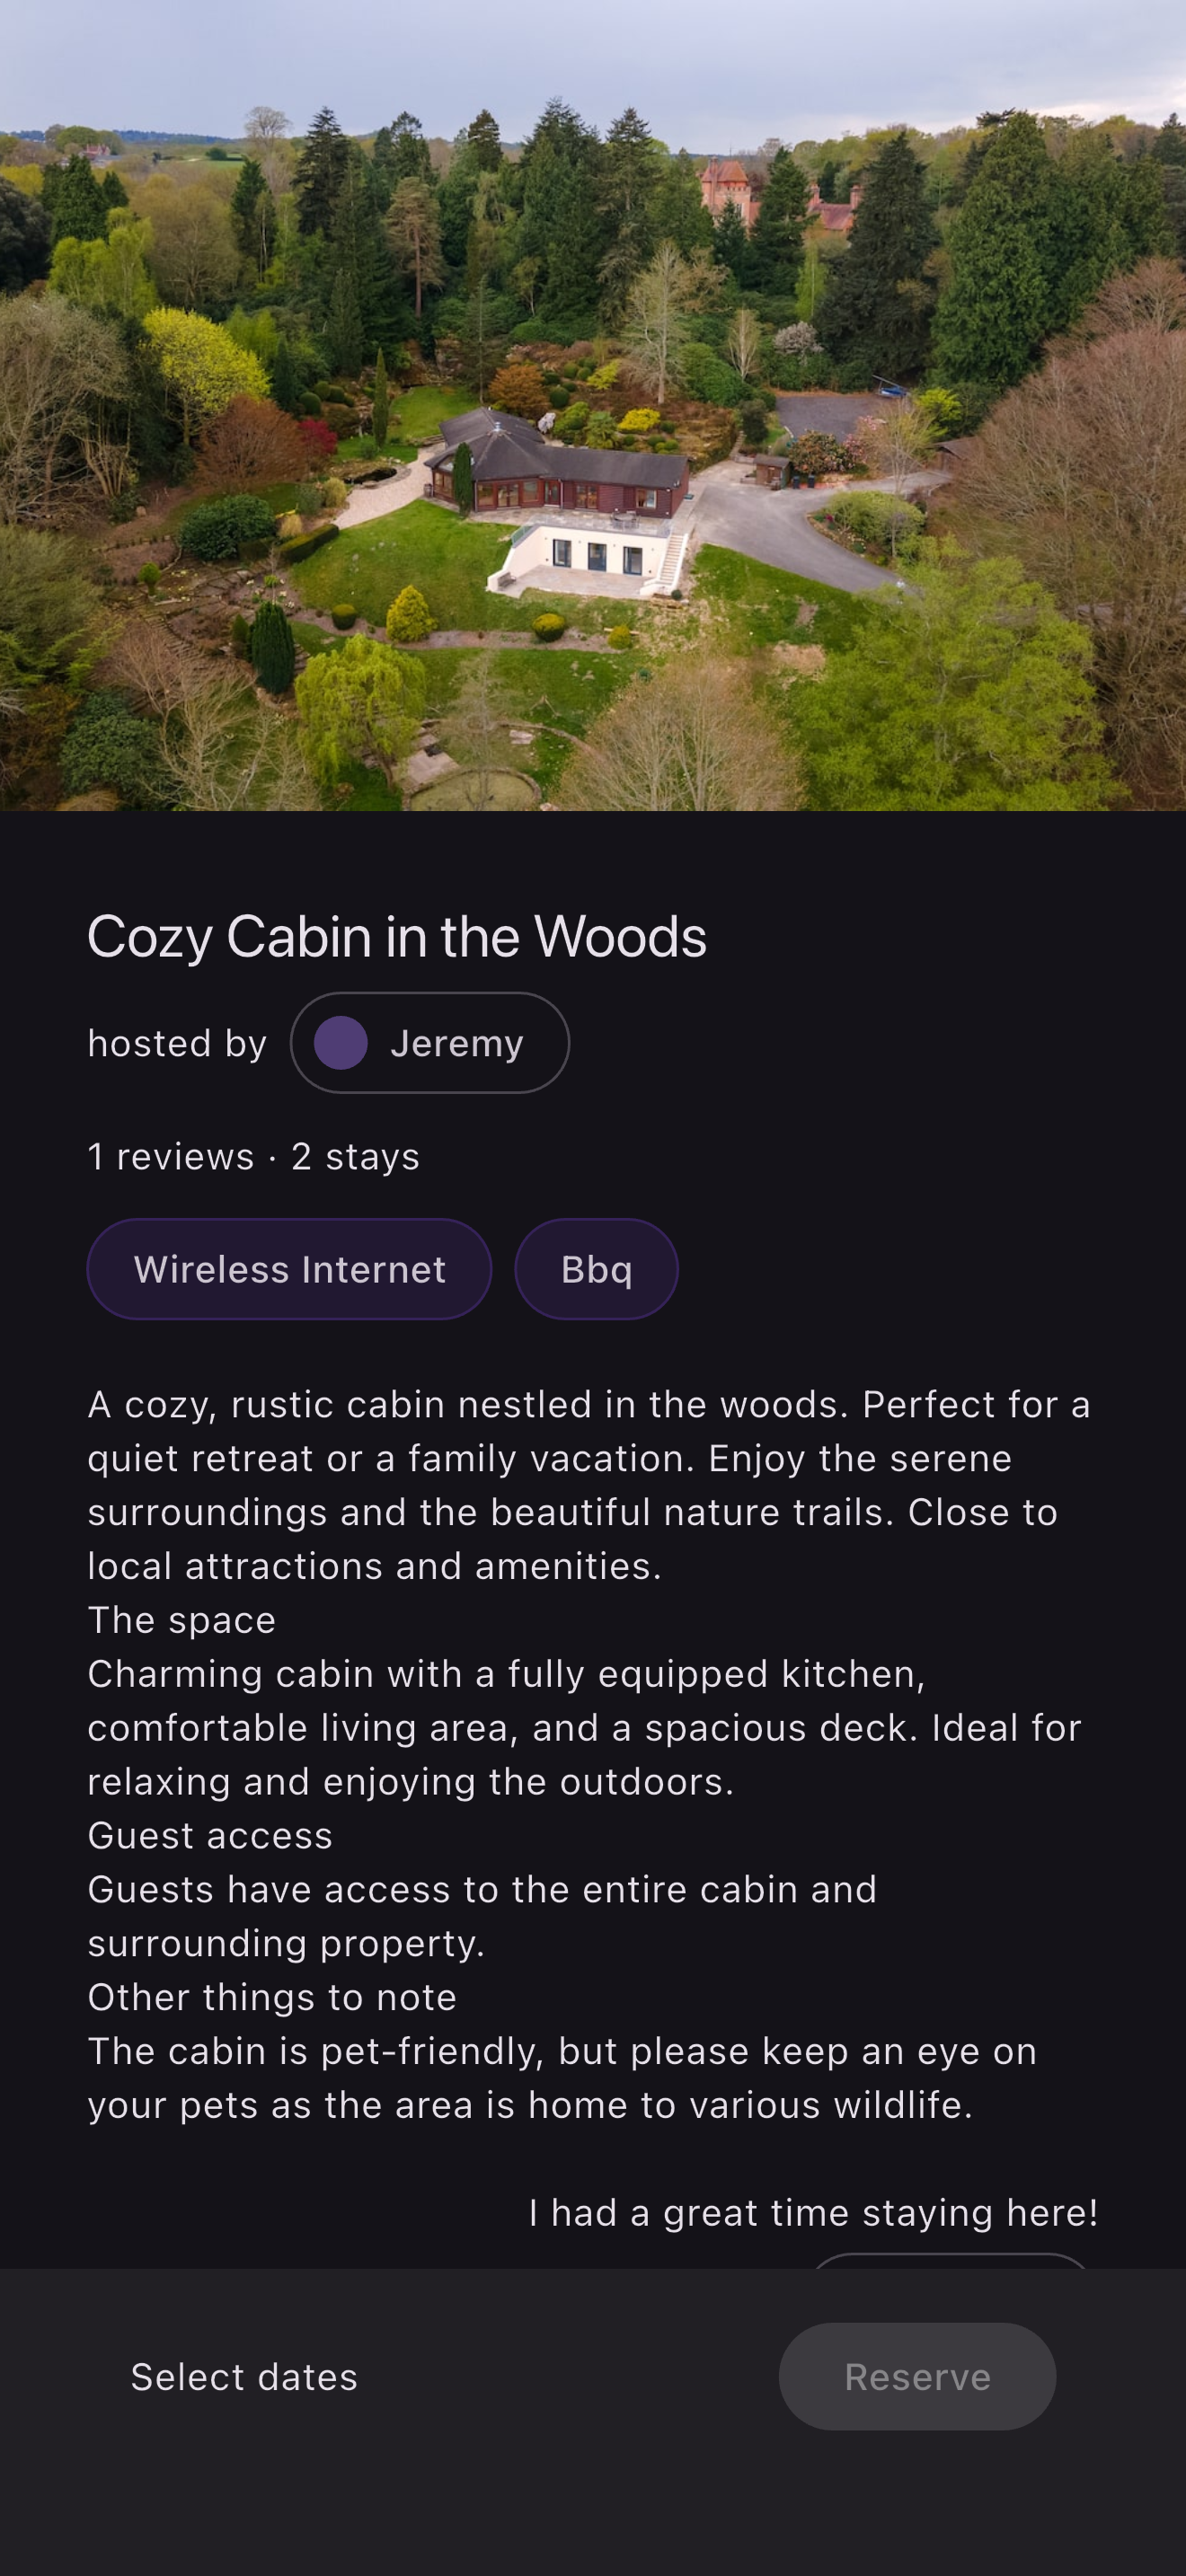 Cozy Cabin in the Woods
hosted by Jeremy
1 reviews · 2 stays
Wireless Internet Bbq
A cozy, rustic cabin nestled in the woods. Perfect for a
quiet retreat or a family vacation. Enjoy the serene
surroundings and the beautiful nature trails. Close to
local attractions and amenities.
The space
Charming cabin with a fully equipped kitchen,
comfortable living area, and a spacious deck. Ideal for
relaxing and enjoying the outdoors.
Guest access
Guests have access to the entire cabin and
surrounding property.
Other things to note
The cabin is pet-friendly, but please keep an eye on
your pets as the area is home to various wildlife.
I had a great time staying here!
Select dates Reserve